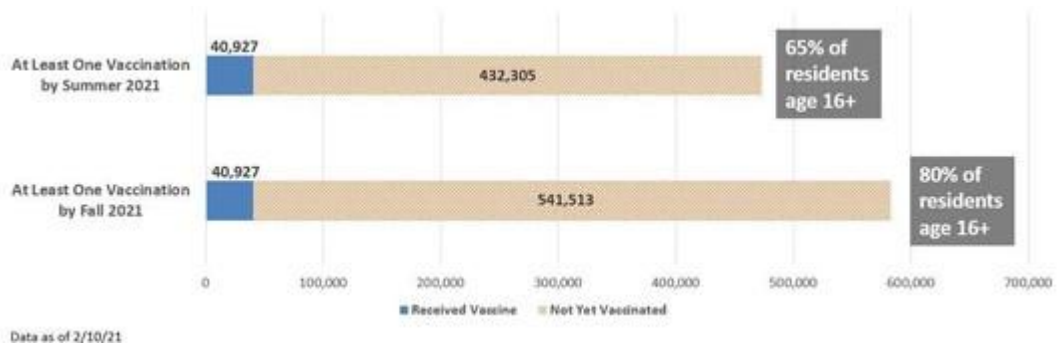 40,927
At Least One Vaccination
by Summer 2021
432,305
65% of
residents
age 16+
40,927
At Least One Vaccination
by Fall 2021
541,513
80% of
residents
age 16+
0 100,000 200,000 300,000 400,000 500,000 600,000 700,000
Received Vaccine Not Yet Vaccinated
Data as of 2/10/21